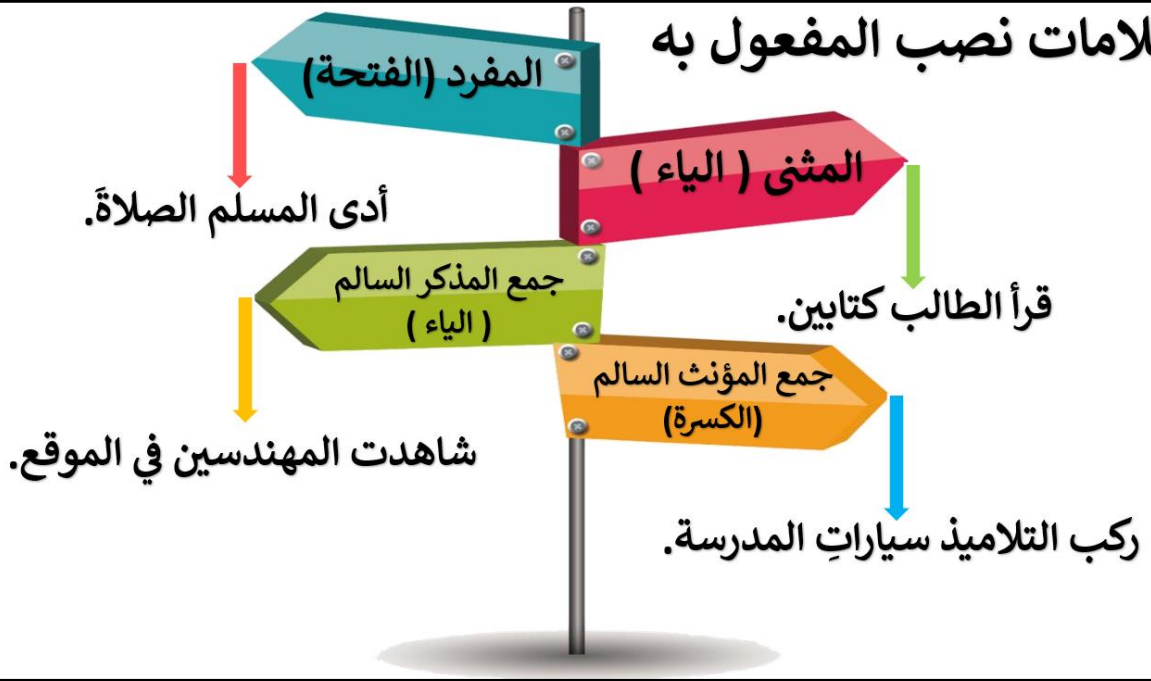 لامات نصب المفعول به
المفرد (الفتحة)
أدى المسلم الصلاةَ.
المثنى ( الياء )
قرأ الطالب كتابين.
جمع المذكر السالم
( الياء )
شاهدت المهندسين في الموقع.
جمع المؤنث السالم
(الكسرة)
ركب التلاميذ سياراتِ المدرسة.